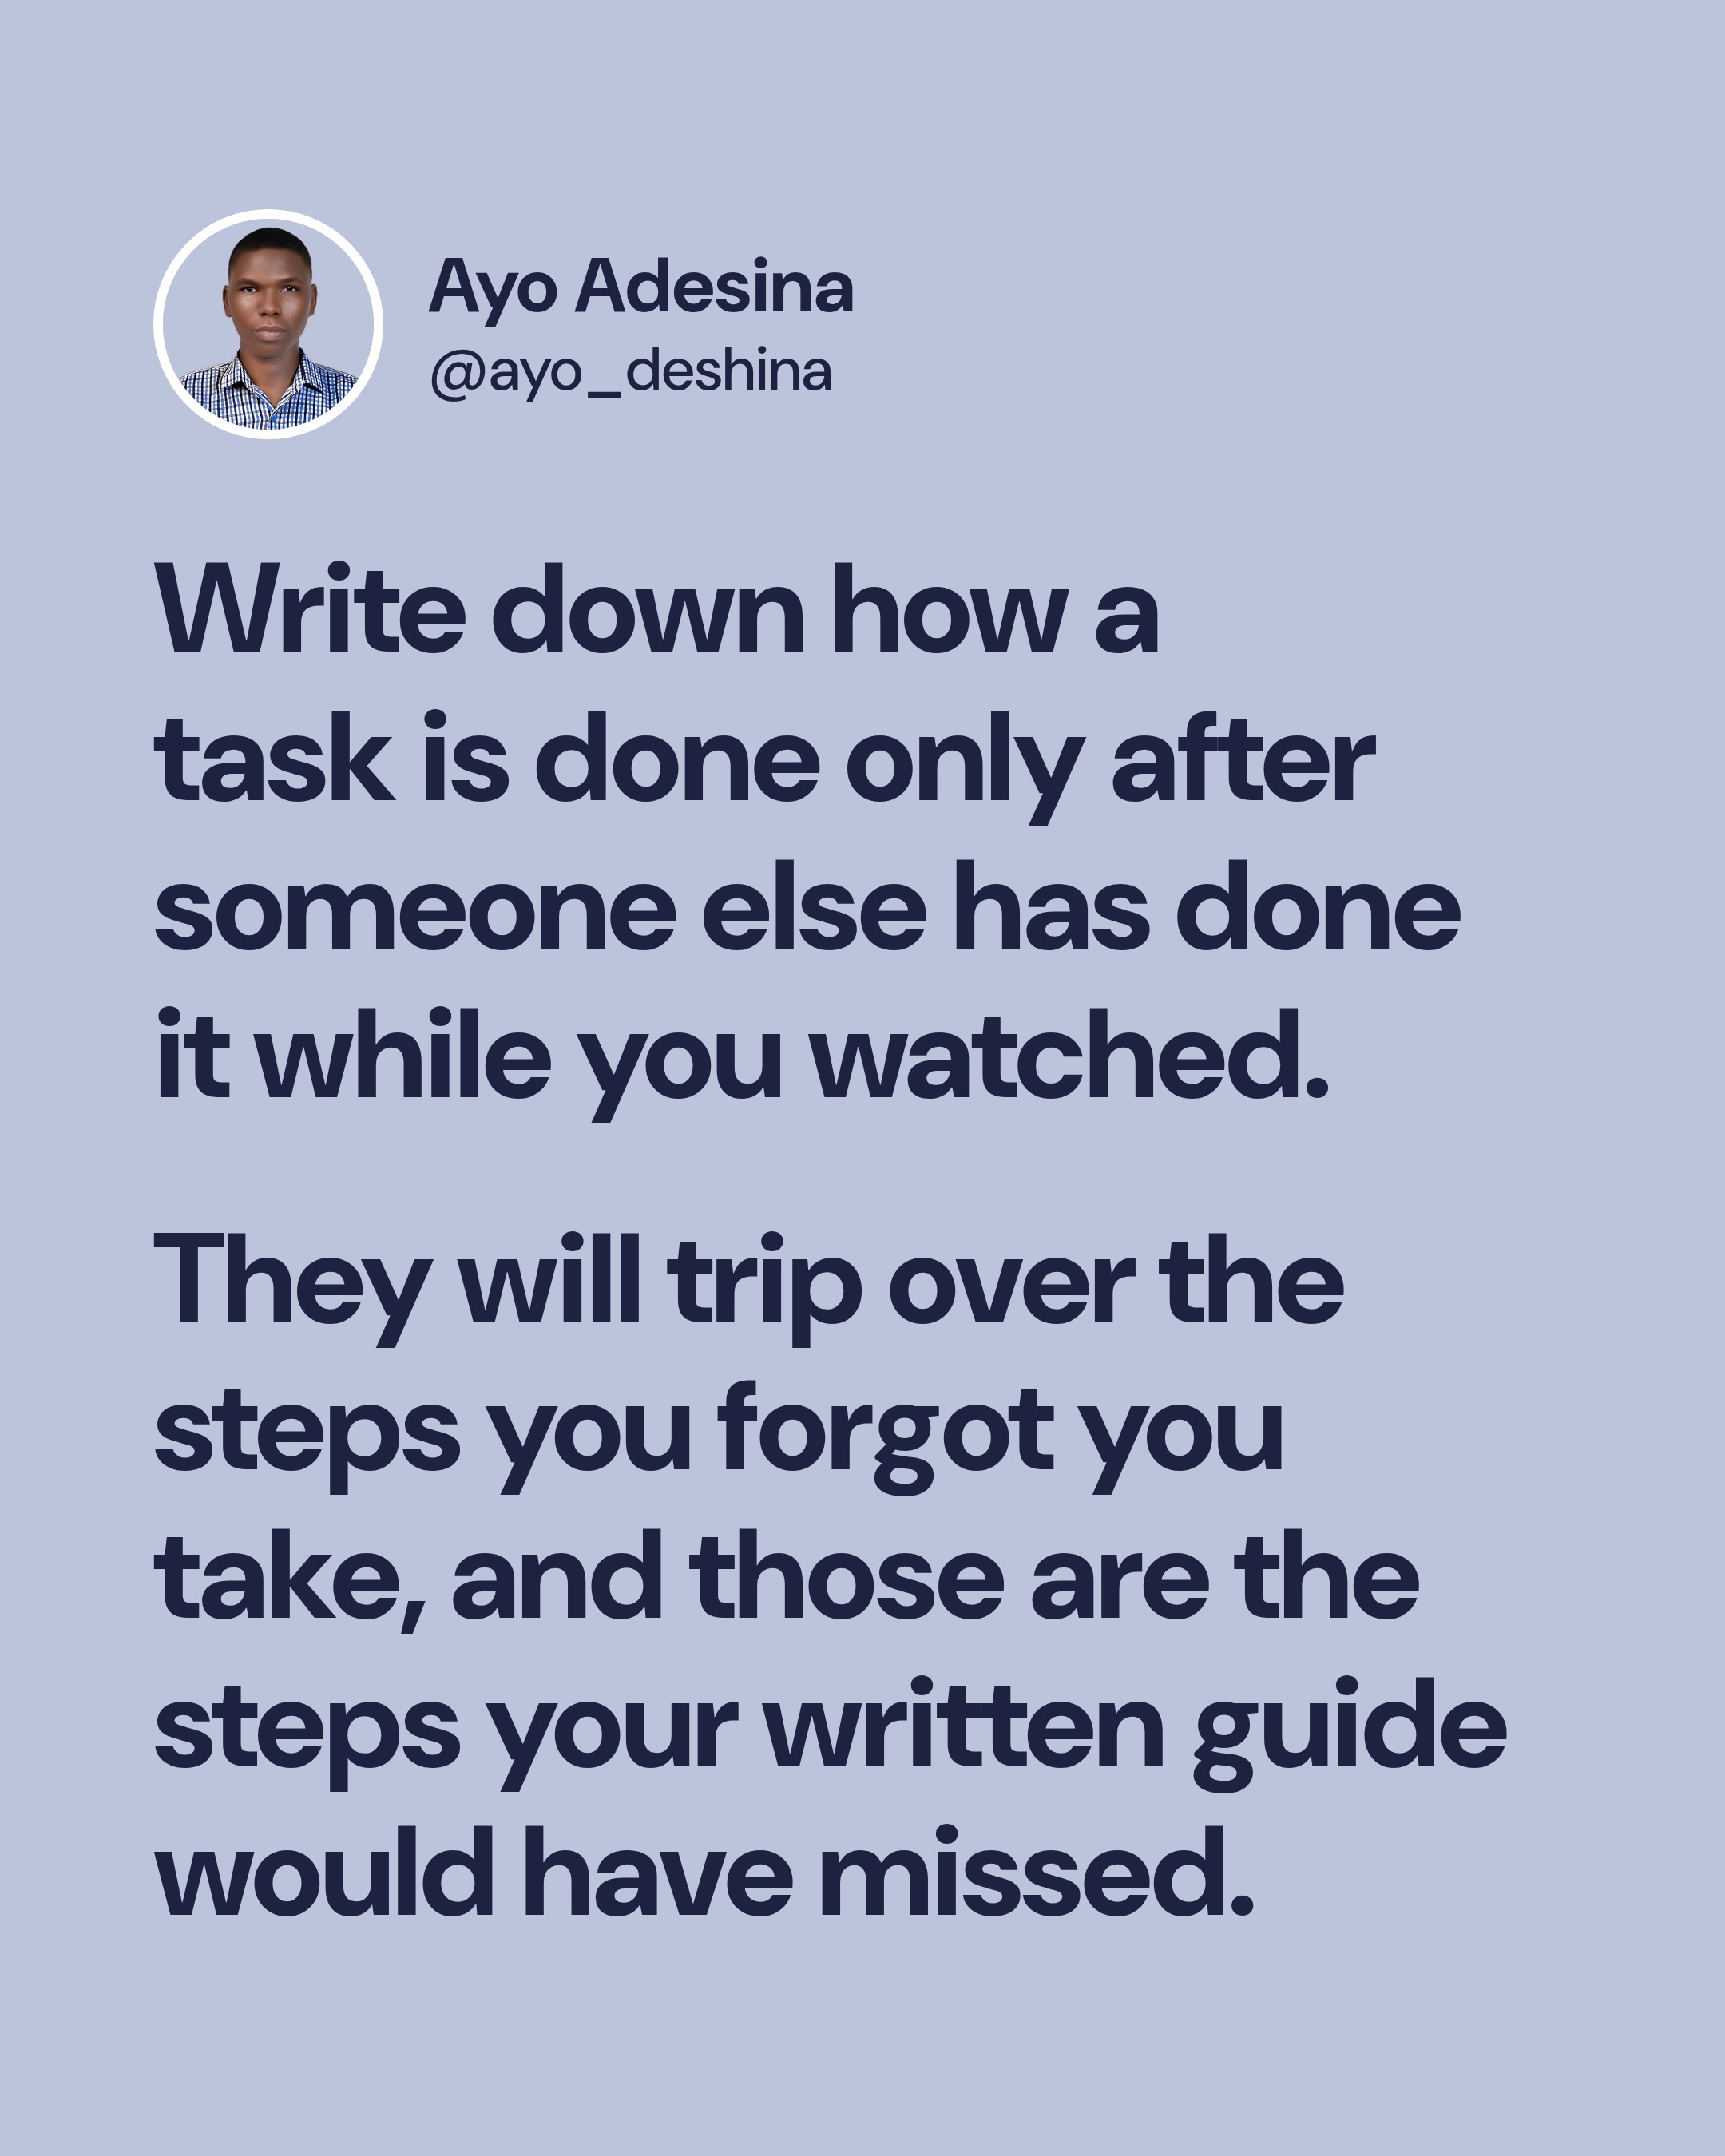 Ayo Adesina
@ayo_deshina
Write down how a
task is done only after
someone else has done
it while you watched.
They will trip over the
steps you forgot you
take, and those are the
steps your written guide
would have missed.